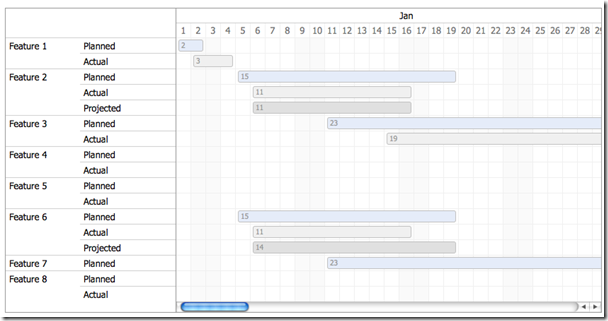 Jan
1 2 3 4 5 6 7 8 9 10 11 12 13 14 15 16 17 18 19 20 21 22 23 24 25 26 27 28 29
Feature 1 Planned 2
Actual 3
Feature 2 Planned 15
Actual 11
Projected 11
Feature 3 Planned 23
Actual 19
Feature 4 Planned
Actual
Feature 5 Planned
Actual
Feature 6 Planned 15
Actual 11
Projected 14
Feature 7 Planned 23
Feature 8 Planned
Actual